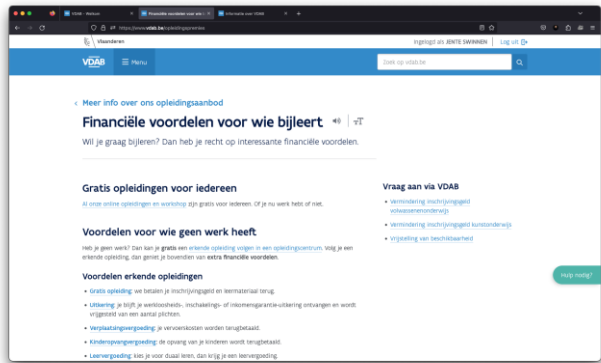 VDAB - Welkom
Financiële voordelen voor wie
Informatie over VDAB
https://www.vdab.be/opleidingspremies
Vlaanderen
Ingelogd als JENTE SWINNEN
Log uit
VDAB
Menu
Zoek op vdab.be
Meer info over ons opleidingsaanbod
Financiële voordelen voor wie bijleert
Wil je graag bijleren? Dan heb je recht op interessante financiële voordelen.
Gratis opleidingen voor iedereen
Al onze online opleidingen en workshop zijn gratis voor iedereen. Of je nu werk hebt of niet.
Voordelen voor wie geen werk heeft
Heb je geen werk? Dan kan je gratis een erkende opleiding volgen in een opleidingscentrum. Volg je een
erkende opleiding, dan geniet je bovendien van extra financiële voordelen.
Voordelen erkende opleidingen
• Gratis opleiding: we betalen je inschrijvingsgeld en leermateriaal terug.
• Uitkering: je blijft je werkloosheids-, inschakelings- of inkomensgarantie-uitkering ontvangen en wordt
vrijgesteld van een aantal plichten.
• Verplaatsingsvergoeding: je vervoerskosten worden terugbetaald.
• Kinderopvangvergoeding: de opvang van je kinderen wordt terugbetaald.
• Leervergoeding: kies je voor duaal leren, dan krijg je een leervergoeding.
Vraag aan via VDAB
• Vermindering inschrijvingsgeld
volwassenenonderwijs
• Vermindering inschrijvingsgeld kunstonderwijs
• Vrijstelling van beschikbaarheid
Hulp nodig?